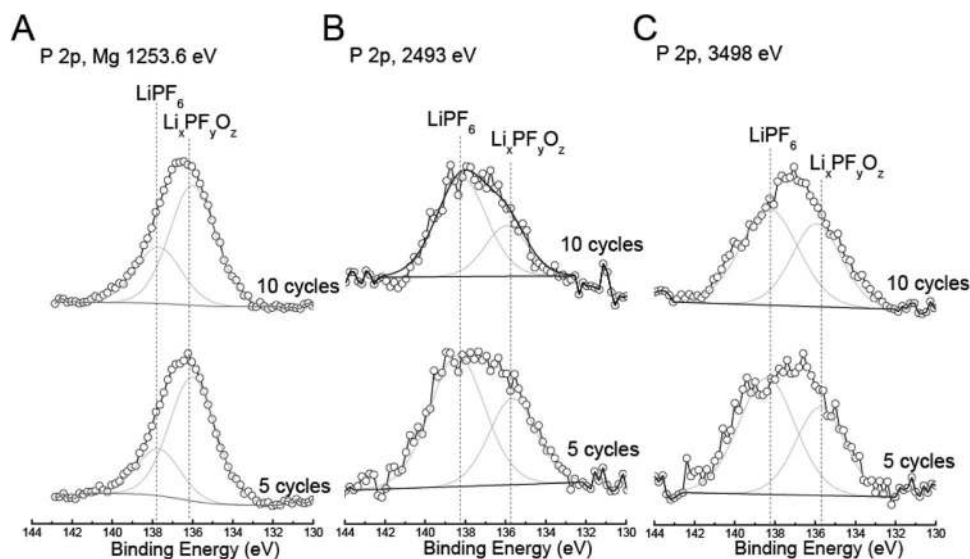 A
P 2p, Mg 1253.6 eV
LiPF6
LixPFyOz
10 cycles
5 cycles
144 142 140 138 136 134 132 130
Binding Energy (eV)
B
P 2p, 2493 eV
LiPF6
LixPFyOz
10 cycles
5 cycles
144 142 140 138 136 134 132 130
Binding Energy (eV)
C
P 2p, 3498 eV
LiPF6
LixPFyOz
10 cycles
5 cycles
144 142 140 138 136 134 132 130
Binding Energy (eV)